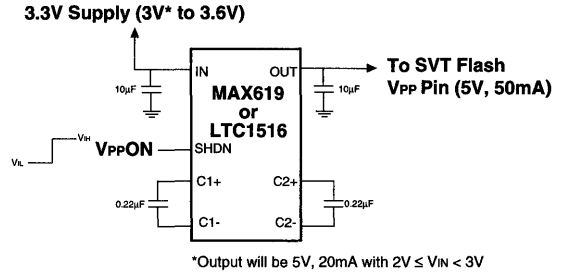 3.3V Supply (3V* to 3.6V)
IN
OUT
To SVT Flash
VPP Pin (5V, 50mA)
10µF
10µF
MAX619
or
LTC1516
VIH
VIL
VPPON
SHDN
C1+
C2+
0.22µF
0.22µF
C1-
C2-
*Output will be 5V, 20mA with 2V ≤ VIN < 3V